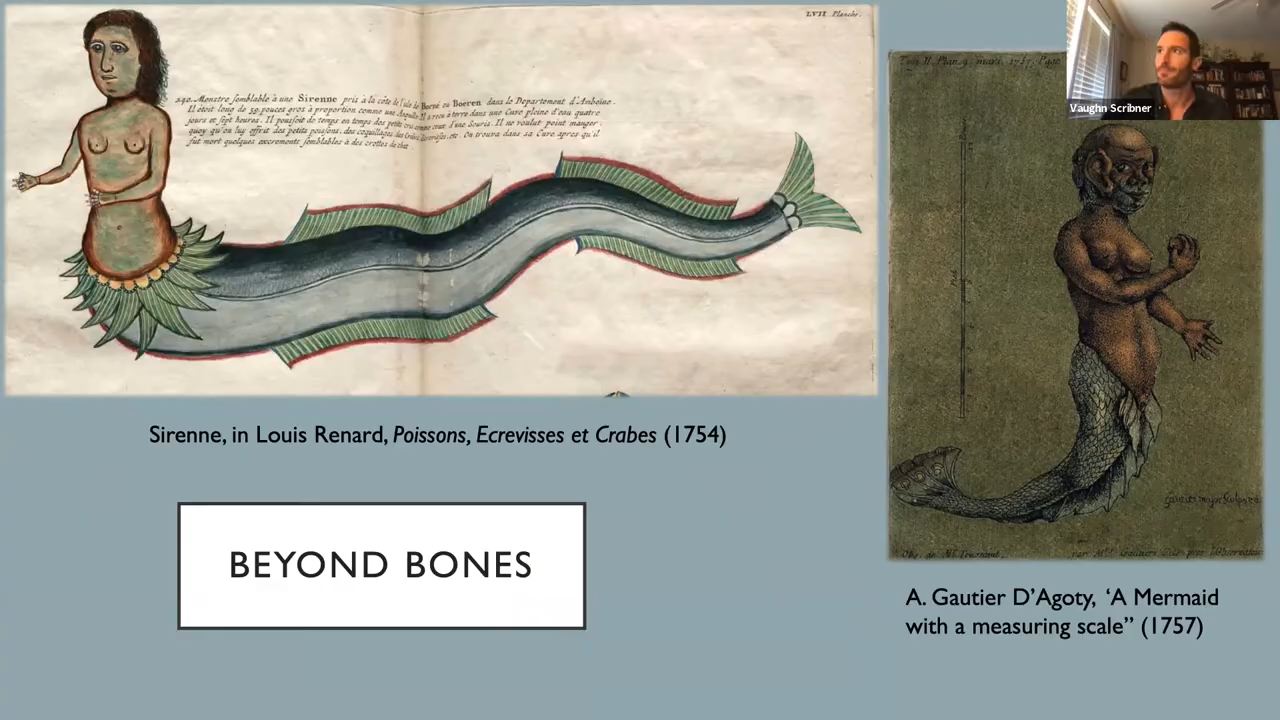 LVII. Planche.
240. Monstre semblable à une Sirenne pris à la côte de l'isle de Borné ou Boeren dans le Departement d'Amboine.
Il étoit long de 59. pouces gros à proportion comme une Anguille. Il a vecu à terre dans une Cuve pleine d'eau quatre
jours et sept heures. Il poussoit de temps en temps des petits cris comme ceux d'une Souris. Il ne voulut point manger,
quoy qu'on luy offrit des petits poissons, des coquillages, des Crabes, Ecrevisses, etc. On trouva dans sa Cuve apres qu'il
fut mort quelques excremens semblables à des crottes de chat.
Vaughn Scribner
Sirenne, in Louis Renard, Poissons, Ecrevisses et Crabes (1754)
BEYOND BONES
A. Gautier D'Agoty, ‘A Mermaid
with a measuring scale” (1757)